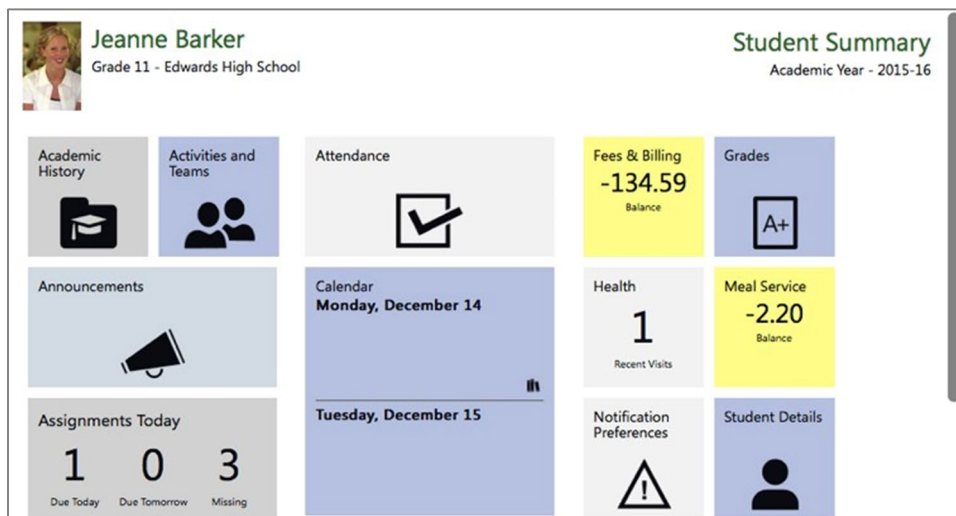 Jeanne Barker
Grade 11 - Edwards High School
Student Summary
Academic Year - 2015-16
Academic
History
Activities and
Teams
Attendance
Fees & Billing
-134.59
Balance
Grades
A+
Announcements
Calendar
Monday, December 14
Tuesday, December 15
Health
1
Recent Visits
Meal Service
-2.20
Balance
Assignments Today
1 0 3
Due Today Due Tomorrow Missing
Notification
Preferences
!
Student Details